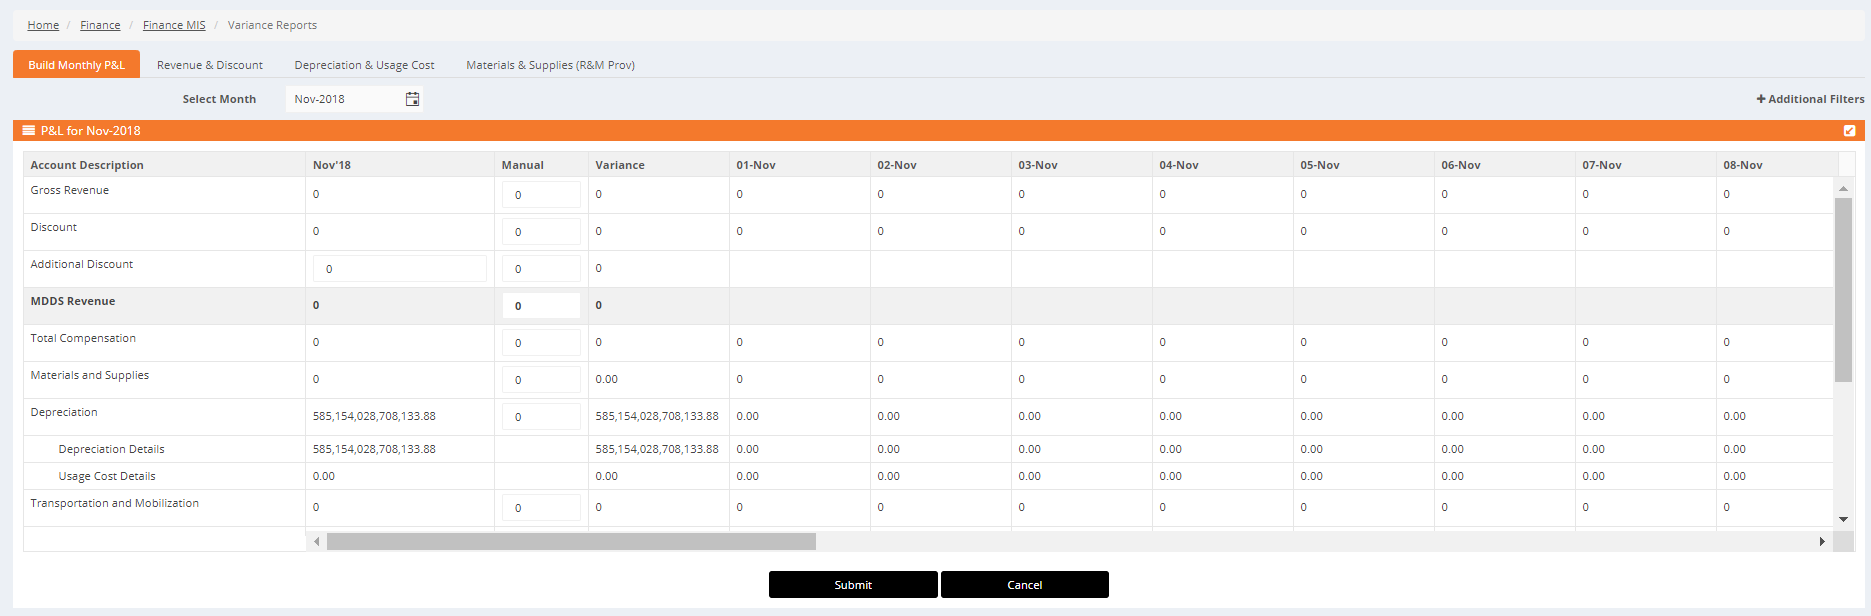 Home / Finance / Finance MIS / Variance Reports
Build Monthly P&L Revenue & Discount Depreciation & Usage Cost Materials & Supplies (R&M Prov)
Select Month Nov-2018 + Additional Filters
P&L for Nov-2018
Account Description Nov'18 Manual Variance 01-Nov 02-Nov 03-Nov 04-Nov 05-Nov 06-Nov 07-Nov 08-Nov
Gross Revenue 0 0 0 0 0 0 0 0 0 0 0
Discount 0 0 0 0 0 0 0 0 0 0 0
Additional Discount 0 0 0
MDDS Revenue 0 0 0
Total Compensation 0 0 0 0 0 0 0 0 0 0 0
Materials and Supplies 0 0 0.00 0 0 0 0 0 0 0 0
Depreciation 585,154,028,708,133.88 0 585,154,028,708,133.88 0.00 0.00 0.00 0.00 0.00 0.00 0.00 0.00
Depreciation Details 585,154,028,708,133.88 585,154,028,708,133.88 0.00 0.00 0.00 0.00 0.00 0.00 0.00 0.00
Usage Cost Details 0.00 0.00 0.00 0.00 0.00 0.00 0.00 0.00 0.00 0.00
Transportation and Mobilization 0 0 0 0 0 0 0 0 0 0 0
Submit Cancel